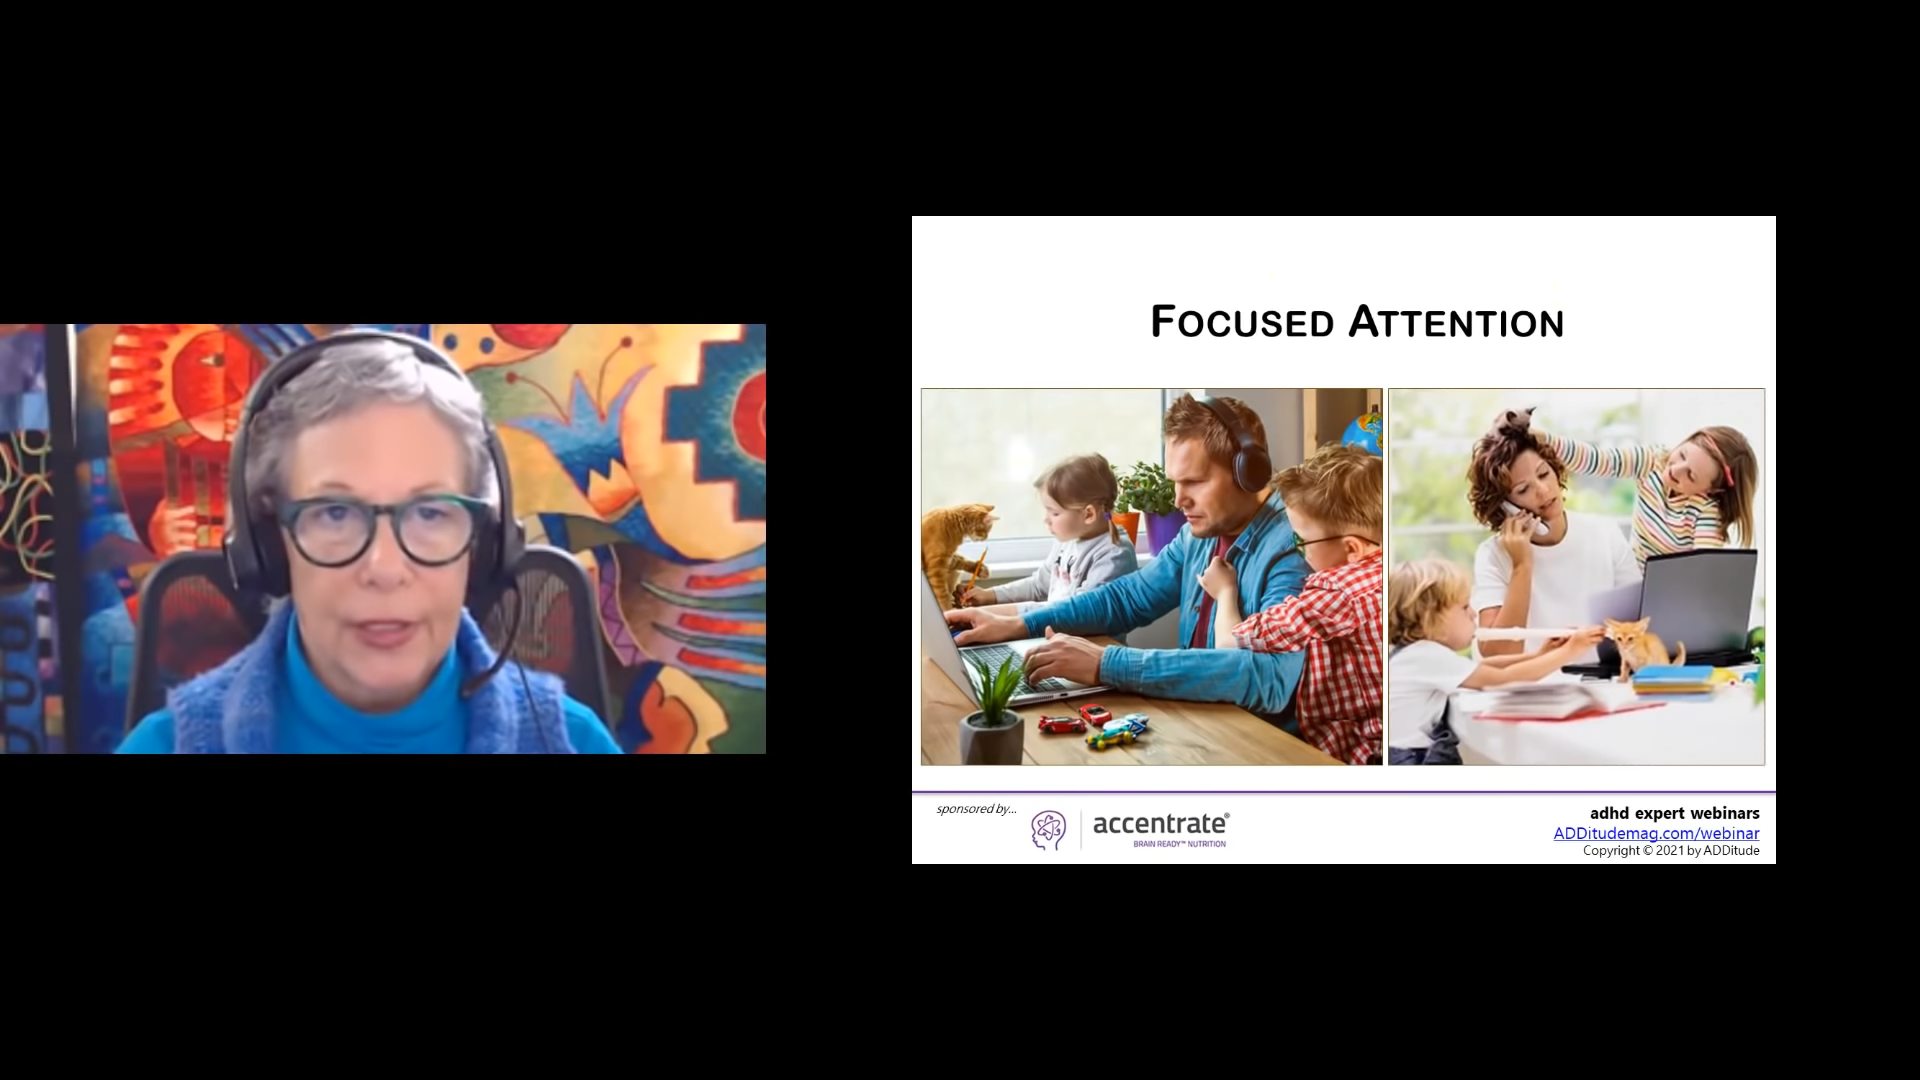 FOCUSED ATTENTION
sponsored by...
accentrate®
BRAIN READY™ NUTRITION
adhd expert webinars
ADDitudemag.com/webinar
Copyright © 2021 by ADDitude